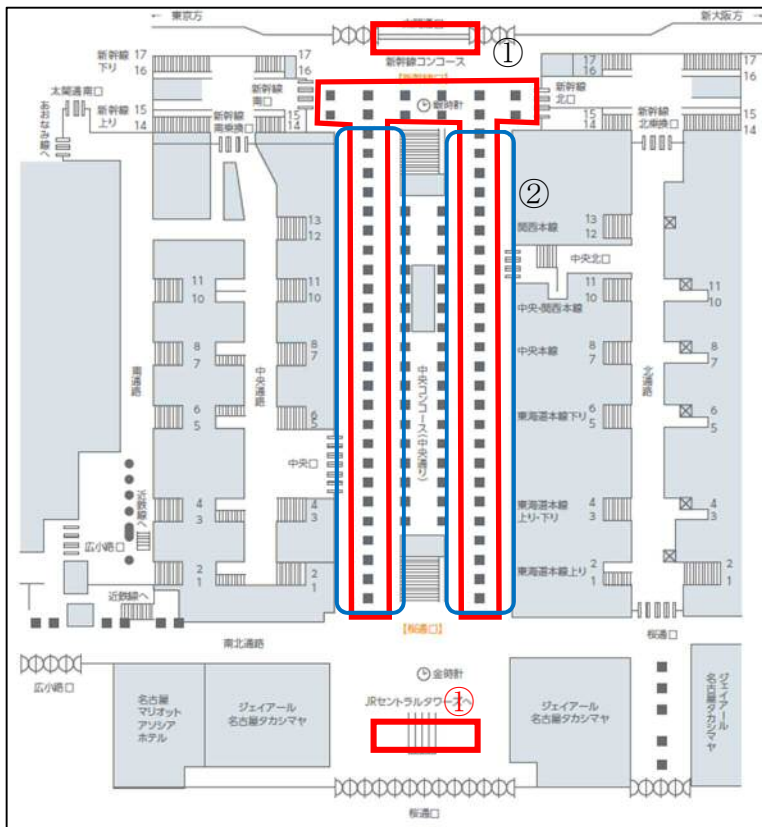 ← 東京方
新大阪方 →
太閤通口
新幹線コンコース
①
新幹線
下り
17
16
太閤通南口
新幹線
上り
15
14
あおなみ線へ
17
16
新幹線
南口
15
14
新幹線
南乗換口
銀時計
新幹線
北口
17
16
15
14
新幹線
北乗換口
17
16
15
14
②
13
12
11
10
8
7
6
5
4
3
2
1
11
10
8
7
6
5
4
3
2
1
南通路
中央通路
中央口
中央コンコース(中央通り)
関西本線
13
12
中央北口
中央・関西本線
11
10
中央本線
8
7
東海道本線下り
6
5
東海道本線
上り・下り
4
3
東海道本線上り
2
1
北通路
11
10
8
7
6
5
4
3
2
1
近鉄線へ
広小路口
近鉄線へ
【桜通口】
桜通口
南北通路
広小路口
金時計
JRセントラルタワーズへ
①
名古屋
マリオット
アソシア
ホテル
ジェイアール
名古屋タカシマヤ
ジェイアール
名古屋タカシマヤ
ジェイアール
名古屋タカシマヤ
桜通口